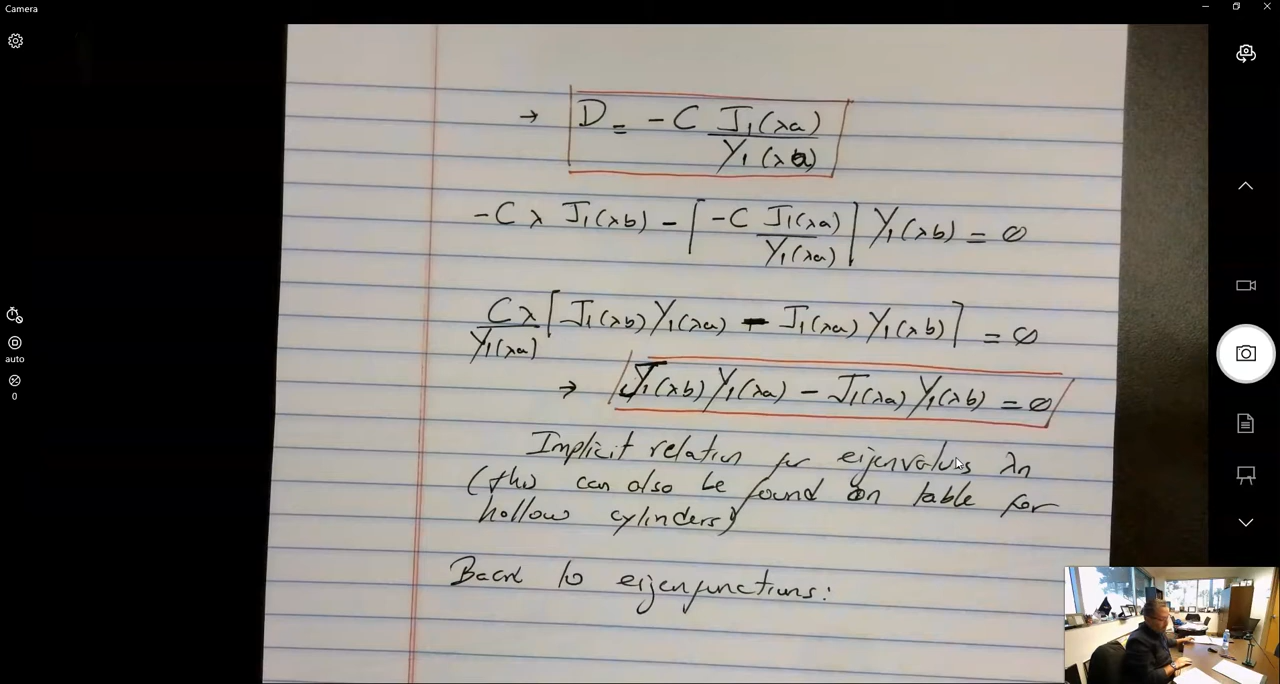 Camera
→ D = -C J₁(λa) / Y₁(λa)
-Cλ J₁(λb) - [-C J₁(λa) / Y₁(λa)] Y₁(λb) = 0
Cλ / Y₁(λa) [J₁(λb) Y₁(λa) - J₁(λa) Y₁(λb)] = 0
→ J₁(λb) Y₁(λa) - J₁(λa) Y₁(λb) = 0
Implicit relation for eigenvalues λn
(this can also be found on table for
hollow cylinders)
Back to eigenfunctions:
auto
0